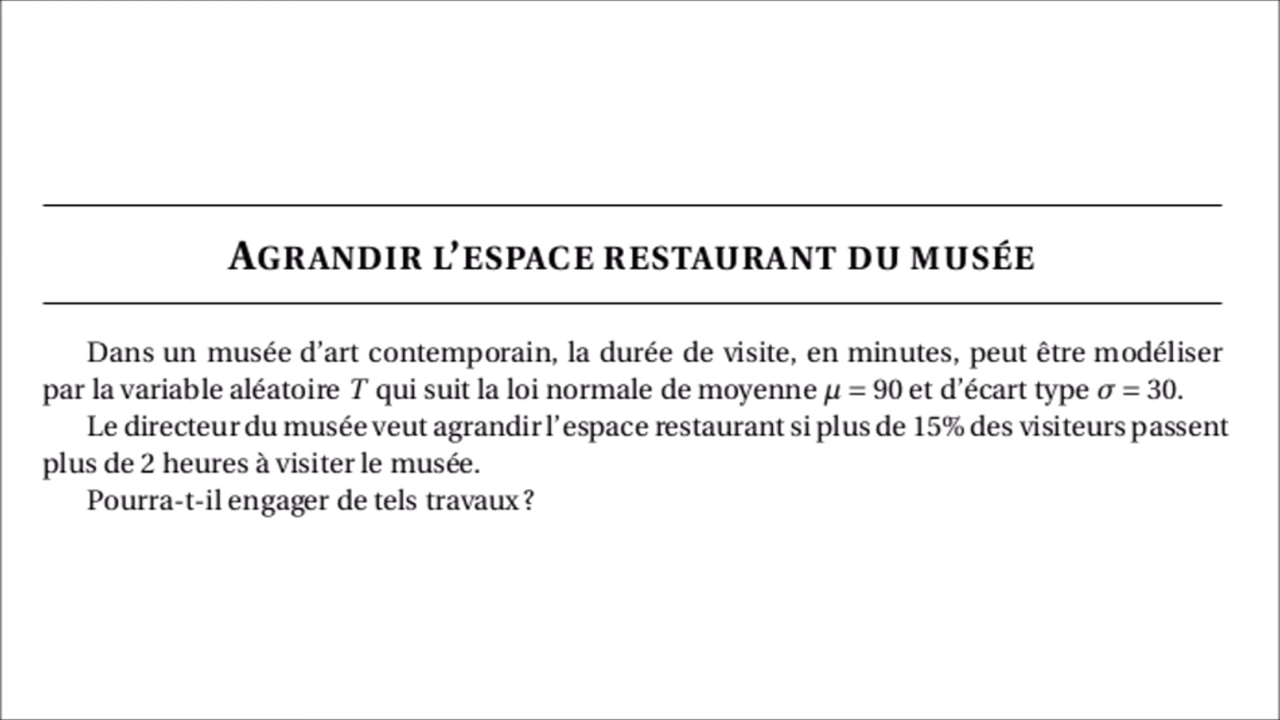 AGRANDIR L’ESPACE RESTAURANT DU MUSÉE
Dans un musée d’art contemporain, la durée de visite, en minutes, peut être modéliser
par la variable aléatoire T qui suit la loi normale de moyenne μ = 90 et d’écart type σ = 30.
Le directeur du musée veut agrandir l’espace restaurant si plus de 15% des visiteurs passent
plus de 2 heures à visiter le musée.
Pourra-t-il engager de tels travaux ?